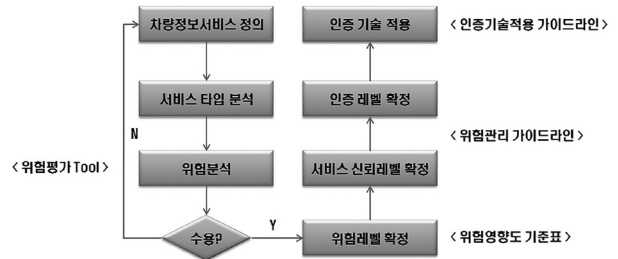 차량정보서비스 정의
인증 기술 적용
< 인증기술적용 가이드라인 >
서비스 타입 분석
인증 레벨 확정
N
< 위험관리 가이드라인 >
< 위험평가 Tool >
위험분석
서비스 신뢰레벨 확정
수용?
Y
위험레벨 확정
< 위험영향도 기준표 >